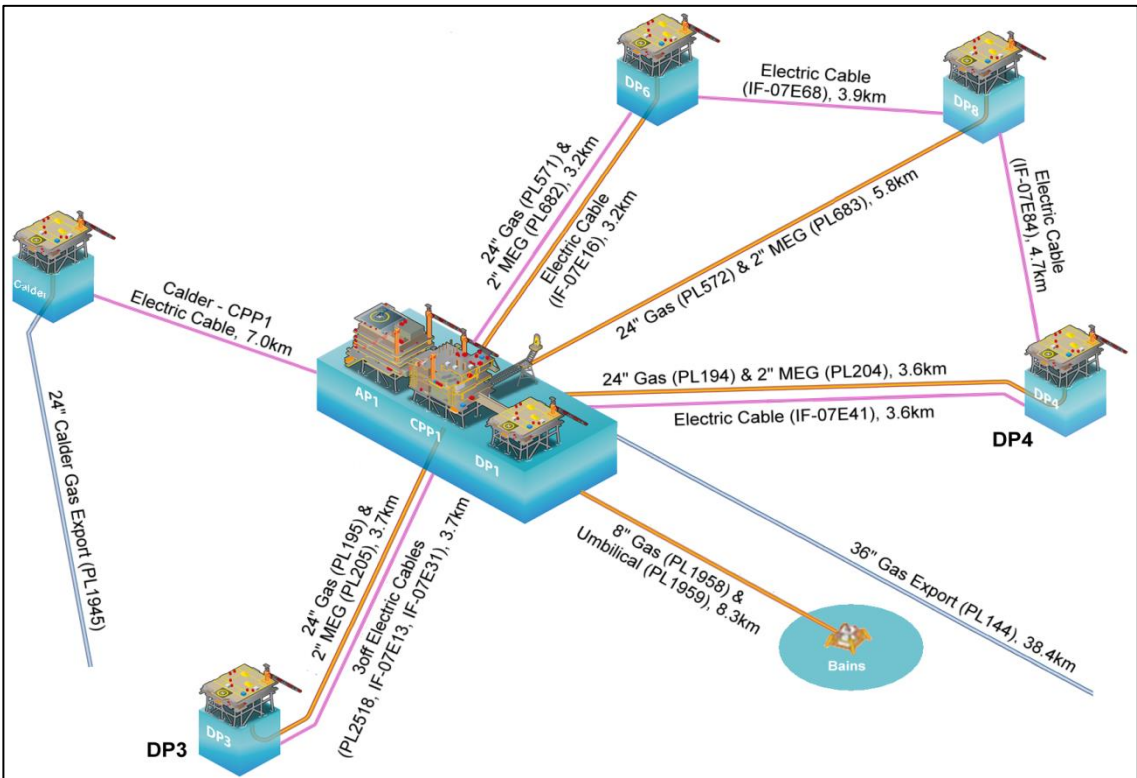 DP6
Electric Cable
(IF-07E68), 3.9km
DP8
24" Gas (PL571) &
2" MEG (PL682), 3.2km
Electric Cable
(IF-07E16), 3.2km
24" Gas (PL572) & 2" MEG (PL683), 5.8km
Electric Cable
(IF-07E84), 4.7km
Calder
Calder - CPP1
Electric Cable, 7.0km
24" Calder Gas Export (PL1945)
AP1
CPP1
DP1
24" Gas (PL194) & 2" MEG (PL204), 3.6km
Electric Cable (IF-07E41), 3.6km
DP4
DP4
24" Gas (PL195) &
2" MEG (PL205), 3.7km
3off Electric Cables
(PL2518, IF-07E13, IF-07E31), 3.7km
8" Gas (PL1958) &
Umbilical (PL1959), 8.3km
36" Gas Export (PL144), 38.4km
Bains
DP3
DP3